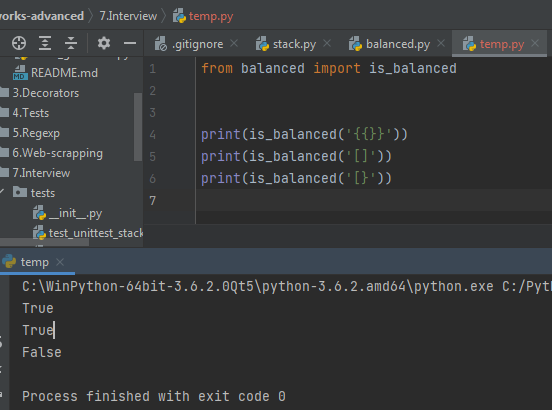 works-advanced 7.Interview temp.py
.gitignore stack.py balanced.py temp.py
README.md
3.Decorators
4.Tests
5.Regexp
6.Web-scrapping
7.Interview
tests
__init__.py
test_unittest_stack
1 from balanced import is_balanced
2
3
4 print(is_balanced('{{}}'))
5 print(is_balanced('[]'))
6 print(is_balanced('[}'))
7
temp
C:\WinPython-64bit-3.6.2.0Qt5\python-3.6.2.amd64\python.exe C:/Pyt
True
True
False
Process finished with exit code 0